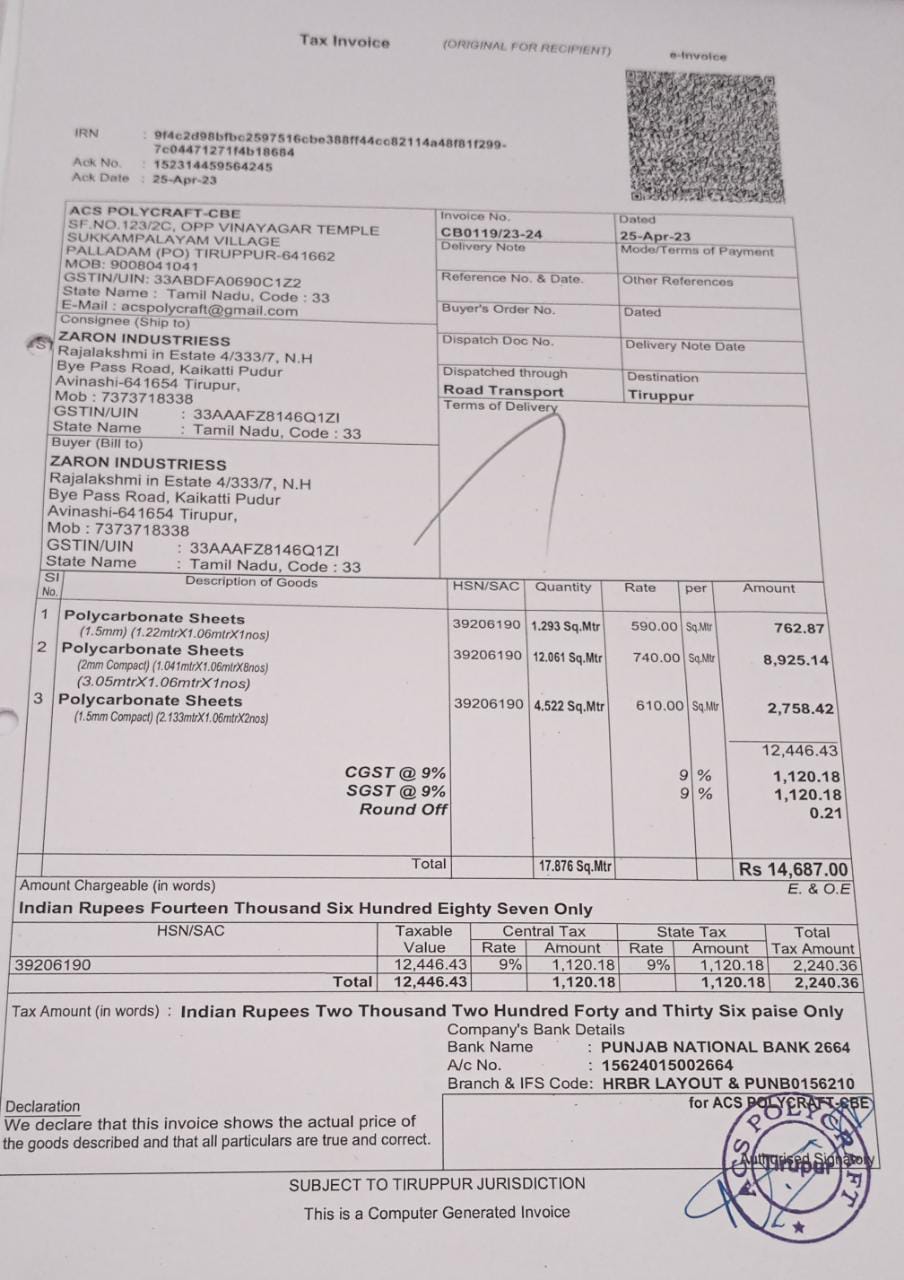 Tax Invoice (ORIGINAL FOR RECIPIENT) e-Invoice
IRN : 9f4c2d98bfbc2597516cbe388ff44cc82114a48f81f299-
7c04471271f4b18684
Ack No. : 152314459564245
Ack Date : 25-Apr-23
ACS POLYCRAFT-CBE
SF.NO.123/2C, OPP VINAYAGAR TEMPLE
SUKKAMPALAYAM VILLAGE
PALLADAM (PO) TIRUPPUR-641662
MOB: 9008041041
GSTIN/UIN: 33ABDFA0690C1Z2
State Name : Tamil Nadu, Code : 33
E-Mail : acspolycraft@gmail.com
Invoice No. Dated
CB0119/23-24 25-Apr-23
Delivery Note Mode/Terms of Payment
Reference No. & Date. Other References
Buyer's Order No. Dated
Dispatch Doc No. Delivery Note Date
Dispatched through Destination
Road Transport Tiruppur
Terms of Delivery
Consignee (Ship to)
ZARON INDUSTRIESS
Rajalakshmi in Estate 4/333/7, N.H
Bye Pass Road, Kaikatti Pudur
Avinashi-641654 Tirupur,
Mob : 7373718338
GSTIN/UIN : 33AAAFZ8146Q1ZI
State Name : Tamil Nadu, Code : 33
Buyer (Bill to)
ZARON INDUSTRIESS
Rajalakshmi in Estate 4/333/7, N.H
Bye Pass Road, Kaikatti Pudur
Avinashi-641654 Tirupur,
Mob : 7373718338
GSTIN/UIN : 33AAAFZ8146Q1ZI
State Name : Tamil Nadu, Code : 33
Sl No. Description of Goods HSN/SAC Quantity Rate per Amount
1 Polycarbonate Sheets 39206190 1.293 Sq.Mtr 590.00 Sq.Mtr 762.87
(1.5mm) (1.22mtrX1.06mtrX1nos)
2 Polycarbonate Sheets 39206190 12.061 Sq.Mtr 740.00 Sq.Mtr 8,925.14
(2mm Compact) (1.041mtrX1.06mtrX8nos)
(3.05mtrX1.06mtrX1nos)
3 Polycarbonate Sheets 39206190 4.522 Sq.Mtr 610.00 Sq.Mtr 2,758.42
(1.5mm Compact) (2.133mtrX1.06mtrX2nos)
12,446.43
CGST @ 9% 9 % 1,120.18
SGST @ 9% 9 % 1,120.18
Round Off 0.21
Total 17.876 Sq.Mtr Rs 14,687.00
Amount Chargeable (in words) E. & O.E
Indian Rupees Fourteen Thousand Six Hundred Eighty Seven Only
HSN/SAC Taxable Value Central Tax State Tax Total Tax Amount
Rate Amount Rate Amount
39206190 12,446.43 9% 1,120.18 9% 1,120.18 2,240.36
Total 12,446.43 1,120.18 1,120.18 2,240.36
Tax Amount (in words) : Indian Rupees Two Thousand Two Hundred Forty and Thirty Six paise Only
Company's Bank Details
Bank Name : PUNJAB NATIONAL BANK 2664
A/c No. : 15624015002664
Branch & IFS Code: HRBR LAYOUT & PUNB0156210
Declaration
We declare that this invoice shows the actual price of
the goods described and that all particulars are true and correct.
for ACS POLYCRAFT-CBE
ACS POLYCRAFT
Tirupur
Authorised Signatory
SUBJECT TO TIRUPPUR JURISDICTION
This is a Computer Generated Invoice